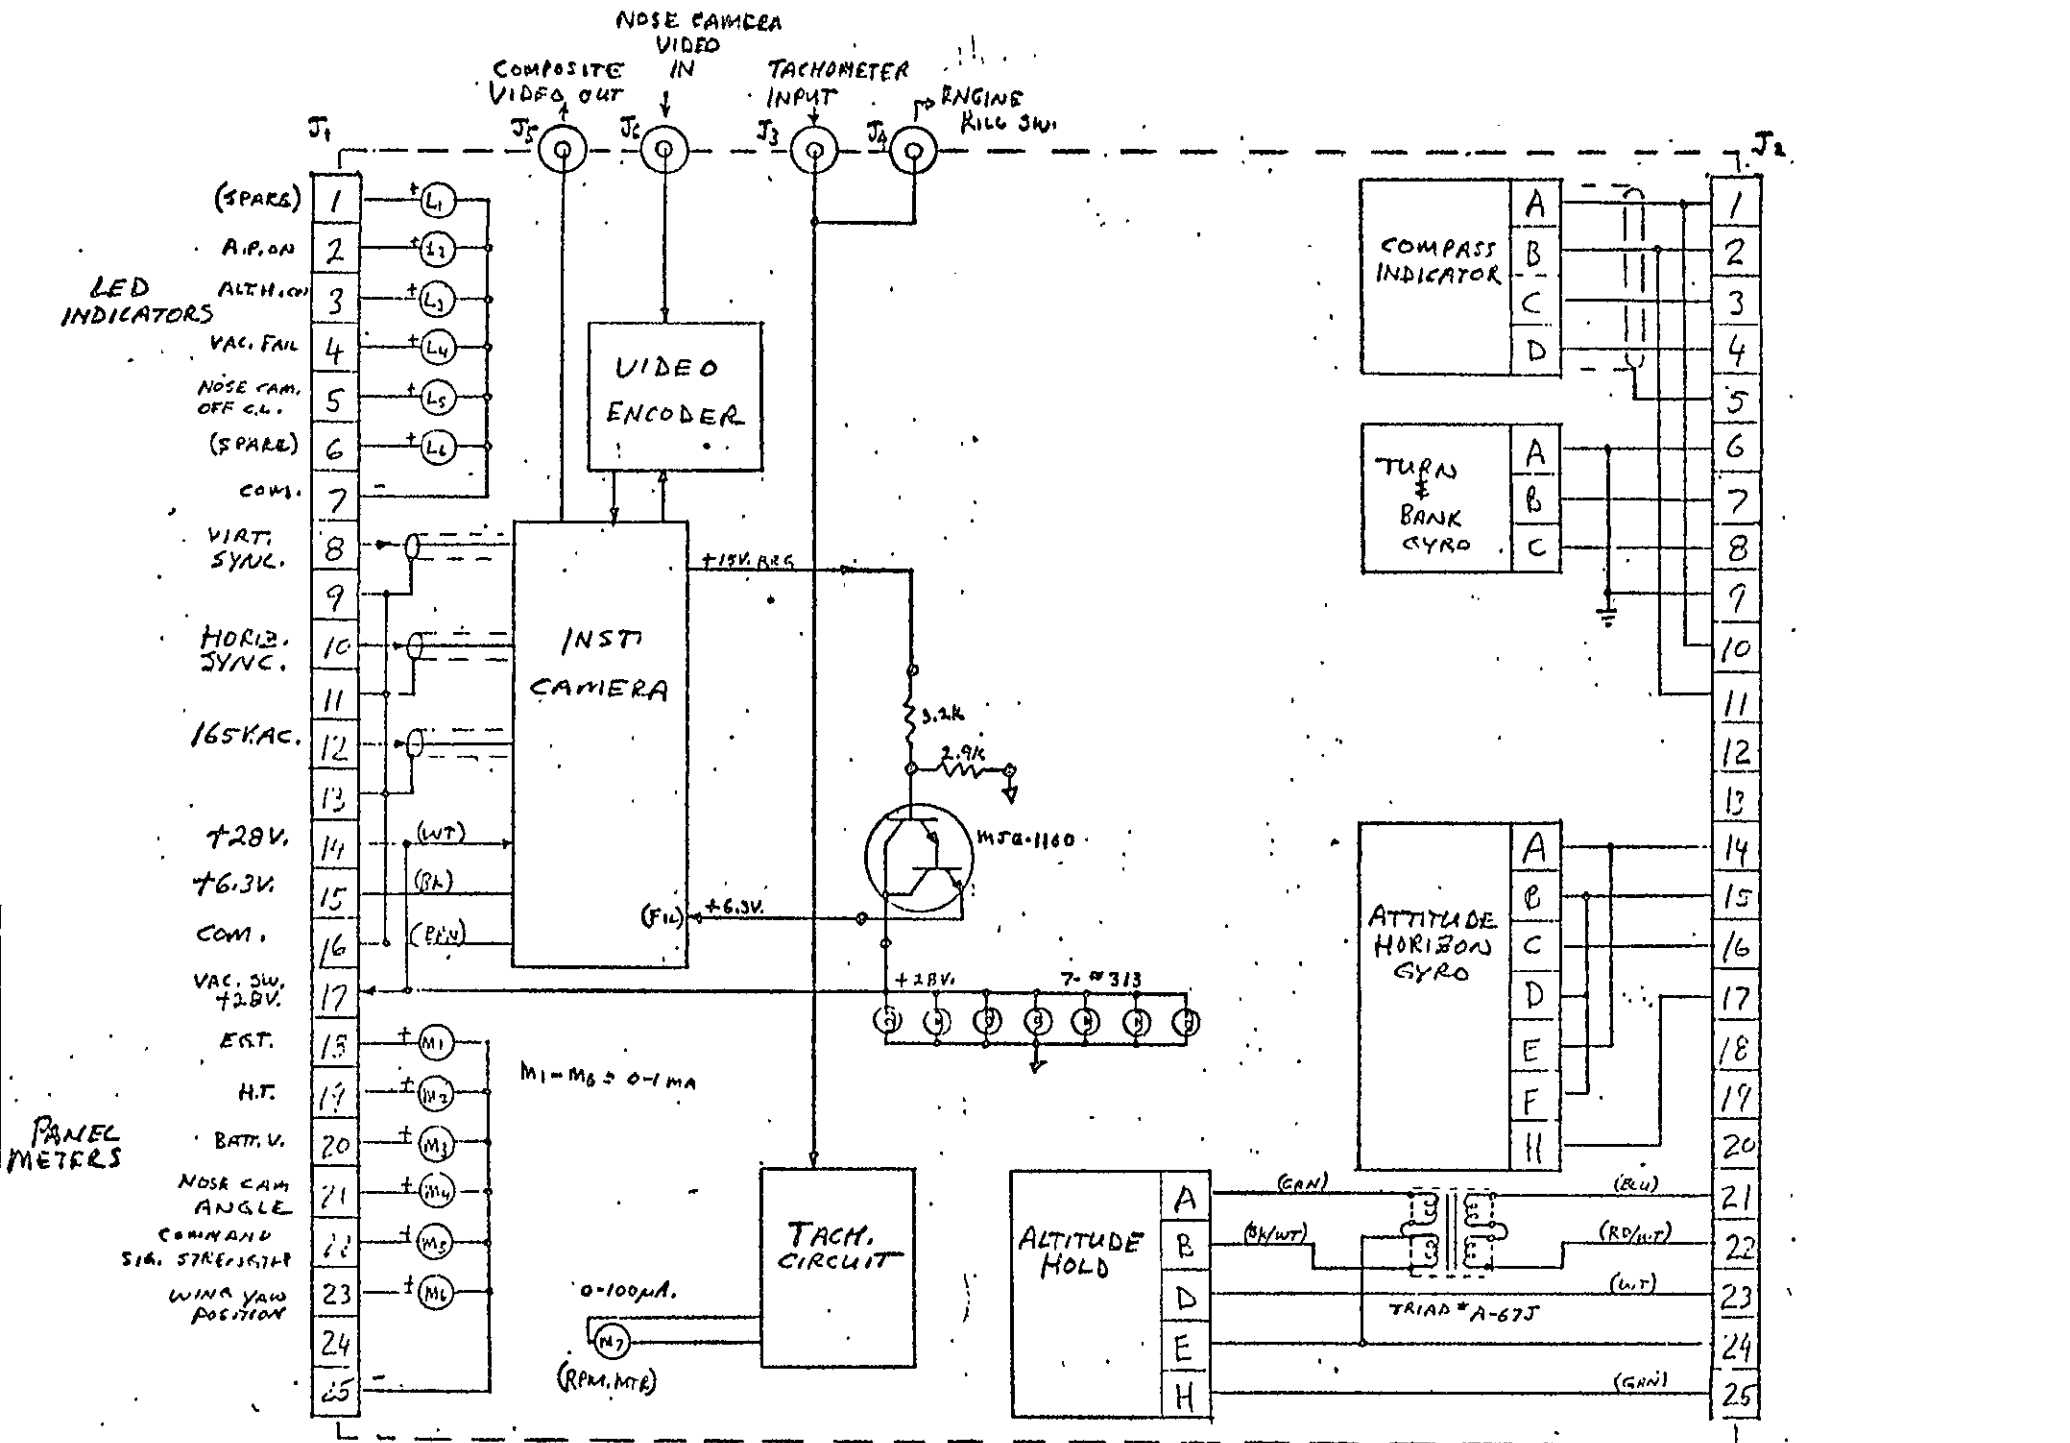 NOSE CAMERA
VIDEO
IN
COMPOSITE
VIDEO OUT
TACHOMETER
INPUT
ENGINE
KILL SW.
J1
J5
J6
J3
J4
J2
LED
INDICATORS
(SPARE) 1 + L1
A.P. ON 2 + L2
ALT.H. ON 3 + L3
VAC. FAIL 4 + L4
NOSE CAM.
OFF C.L. 5 + L5
(SPARE) 6 + L6
COM. 7 -
VIRT.
SYNC. 8
9
HORIZ.
SYNC. 10
11
165V.AC. 12
13
+28V. 14 (WT)
+6.3V. 15 (BK)
COM. 16
VAC. SW.
+28V. 17
18 + M1
H.T. 19 + M2
BATT. V. 20 + M3
NOSE CAM
ANGLE 21 + M4
COMMAND
SIG. STRENGTH 22 + M5
WING YAW
POSITION 23 + M6
24
25 -
PANEL
METERS
VIDEO
ENCODER
INST.
CAMERA
+15V. REG
3.2K
2.9K
(FIL) +6.3V.
+28V.
7- #313
M1-M6 = 0-1 MA
0-100µA.
M7
(RPM. MTR)
TACH.
CIRCUIT
COMPASS
INDICATOR
A
B
C
D
1
2
3
4
5
TURN
&
BANK
GYRO
A
B
C
6
7
8
9
10
11
12
13
ATTITUDE
HORIZON
GYRO
A
B
C
D
E
F
H
14
15
16
17
18
19
20
ALTITUDE
HOLD
A
B
D
E
H
(GRN)
(BK/WT)
(BLU)
(RD/WT)
(WT)
TRIAD #A-67J
(GRN)
21
22
23
24
25